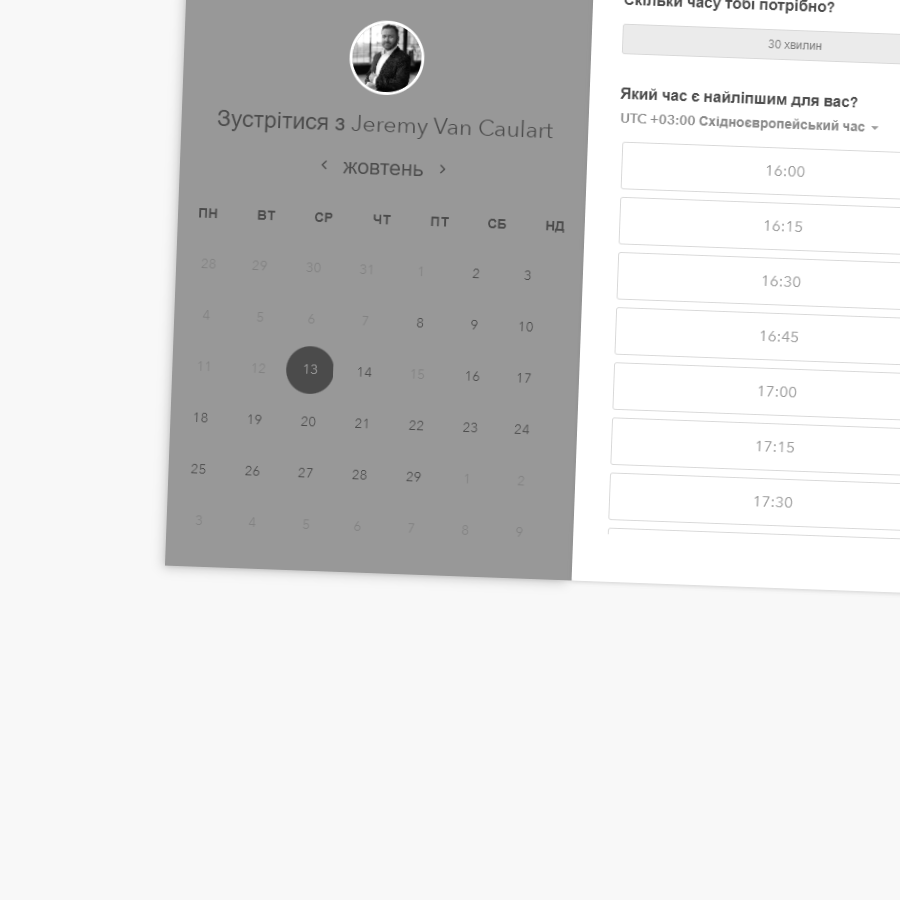 Зустрітися з Jeremy Van Caulart
‹ жовтень ›
ПН ВТ СР ЧТ ПТ СБ НД
28 29 30 31 1 2 3
4 5 6 7 8 9 10
11 12 13 14 15 16 17
18 19 20 21 22 23 24
25 26 27 28 29 1 2
3 4 5 6 7 8 9
Скільки часу тобі потрібно?
30 хвилин
Який час є найліпшим для вас?
UTC +03:00 Східноєвропейський час
16:00
16:15
16:30
16:45
17:00
17:15
17:30